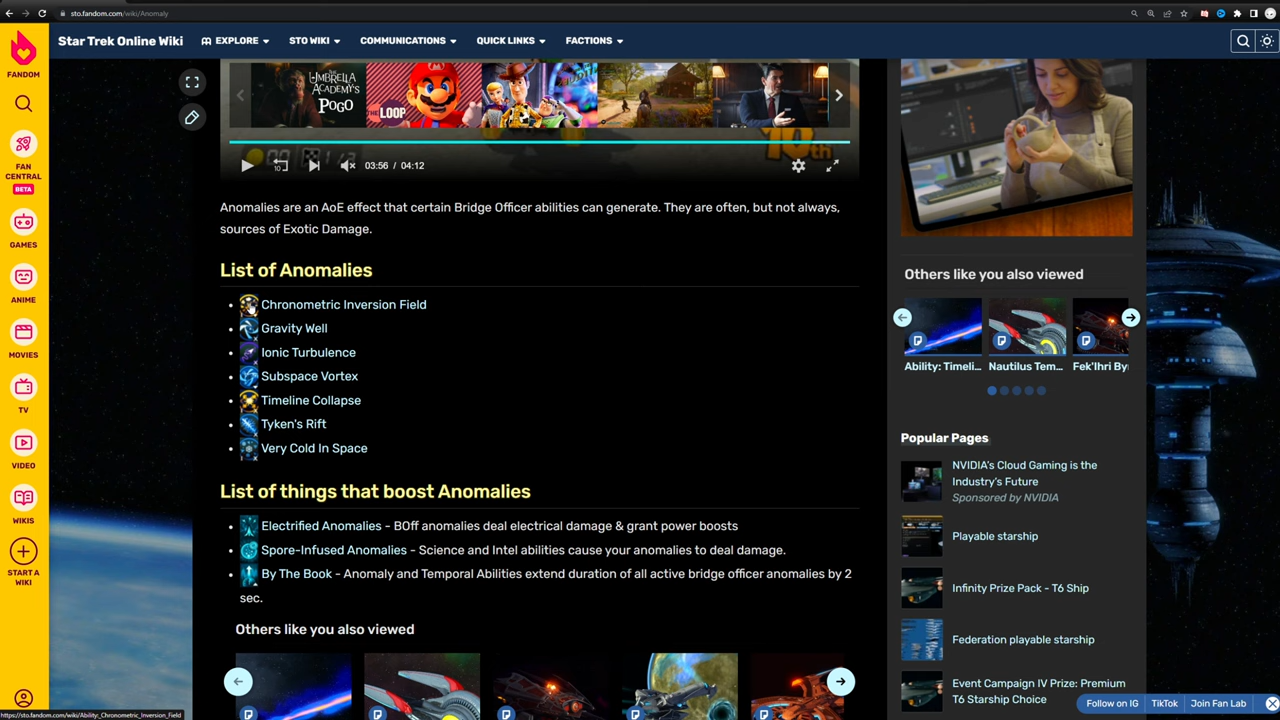 sto.fandom.com/wiki/Anomaly
Star Trek Online Wiki
EXPLORE
STO WIKI
COMMUNICATIONS
QUICK LINKS
FACTIONS
FANDOM
FAN CENTRAL
BETA
GAMES
ANIME
MOVIES
TV
VIDEO
WIKIS
START A WIKI
UMBRELLA
ACADEMY'S
POGO
THE LOOP
10th
10
03:56 / 04:12
Anomalies are an AoE effect that certain Bridge Officer abilities can generate. They are often, but not always,
sources of Exotic Damage.
List of Anomalies
Chronometric Inversion Field
Gravity Well
Ionic Turbulence
Subspace Vortex
Timeline Collapse
Tyken's Rift
Very Cold In Space
List of things that boost Anomalies
Electrified Anomalies - BOff anomalies deal electrical damage & grant power boosts
Spore-Infused Anomalies - Science and Intel abilities cause your anomalies to deal damage.
By The Book - Anomaly and Temporal Abilities extend duration of all active bridge officer anomalies by 2
sec.
Others like you also viewed
Others like you also viewed
Ability: Timeli...
Nautilus Tem...
Fek'Ihri By
Popular Pages
NVIDIA's Cloud Gaming is the
Industry's Future
Sponsored by NVIDIA
Playable starship
Infinity Prize Pack - T6 Ship
Federation playable starship
Event Campaign IV Prize: Premium
T6 Starship Choice
Follow on IG
TikTok
Join Fan Lab
https://sto.fandom.com/wiki/Ability:_Chronometric_Inversion_Field